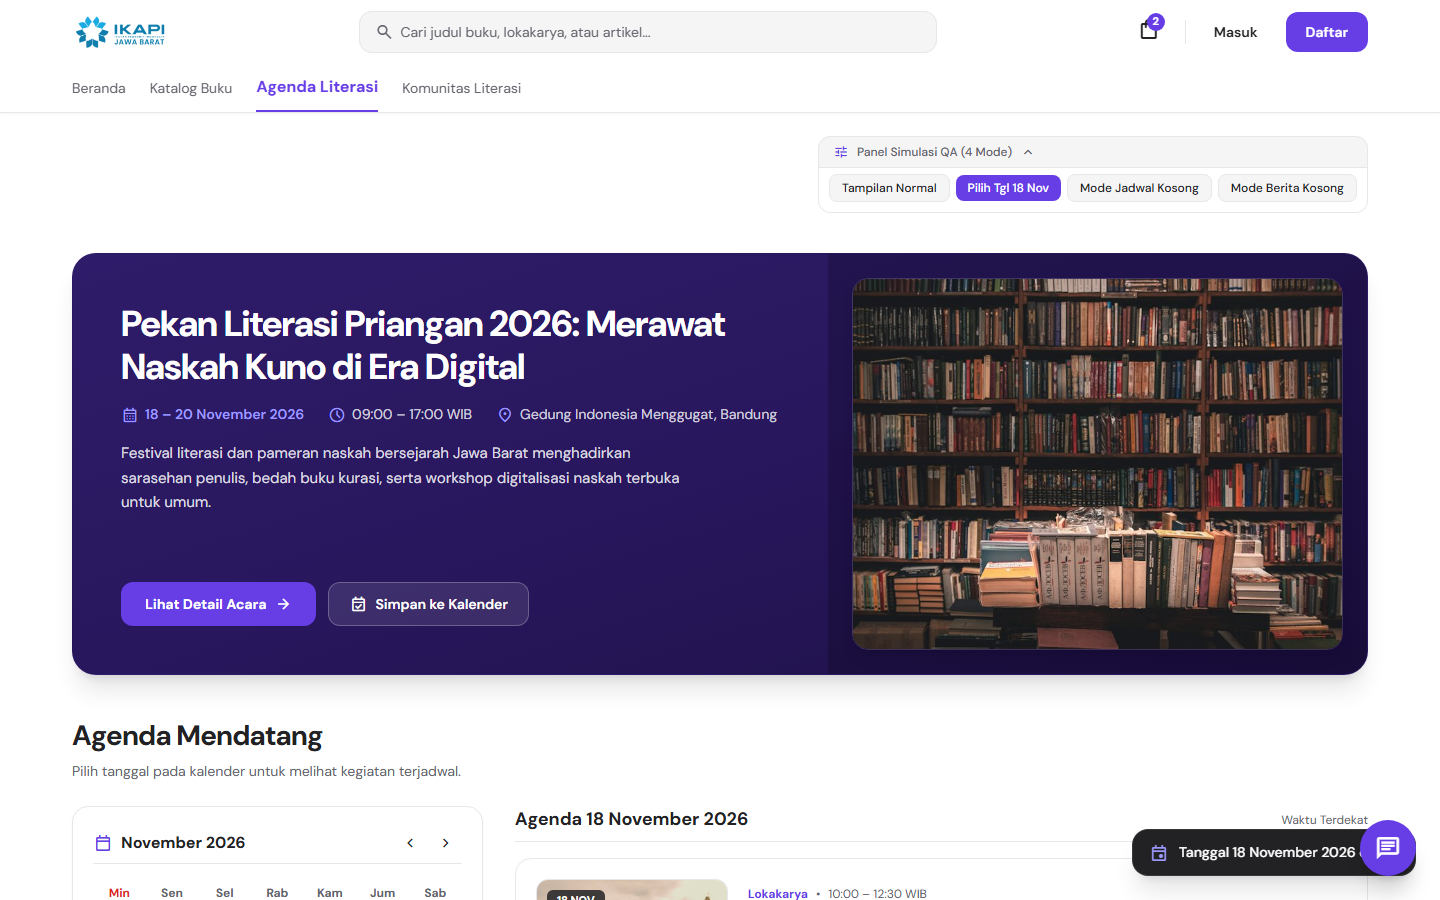 IKAPI
JAWA BARAT
Cari judul buku, lokakarya, atau artikel...
2
Masuk
Daftar
Beranda
Katalog Buku
Agenda Literasi
Komunitas Literasi
Panel Simulasi QA (4 Mode)
Tampilan Normal
Pilih Tgl 18 Nov
Mode Jadwal Kosong
Mode Berita Kosong
Pekan Literasi Priangan 2026: Merawat
Naskah Kuno di Era Digital
18 – 20 November 2026
09:00 – 17:00 WIB
Gedung Indonesia Menggugat, Bandung
Festival literasi dan pameran naskah bersejarah Jawa Barat menghadirkan
sarasehan penulis, bedah buku kurasi, serta workshop digitalisasi naskah terbuka
untuk umum.
Lihat Detail Acara
Simpan ke Kalender
Agenda Mendatang
Pilih tanggal pada kalender untuk melihat kegiatan terjadwal.
November 2026
Min Sen Sel Rab Kam Jum Sab
Agenda 18 November 2026
Waktu Terdekat
18 NOV
Lokakarya • 10:00 – 12:30 WIB
Tanggal 18 November 2026